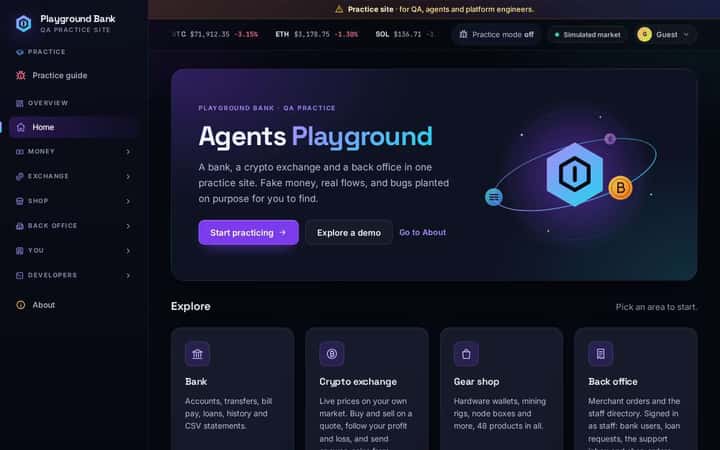 Practice site · for QA, agents and platform engineers.
Playground Bank
QA PRACTICE SITE
BTC $71,912.35 -3.15% ETH $3,178.75 -1.38% SOL $136.71
Practice mode off
Simulated market
G Guest
PRACTICE
Practice guide
OVERVIEW
Home
MONEY
EXCHANGE
SHOP
BACK OFFICE
YOU
DEVELOPERS
About
PLAYGROUND BANK · QA PRACTICE
Agents Playground
A bank, a crypto exchange and a back office in one
practice site. Fake money, real flows, and bugs planted
on purpose for you to find.
Start practicing →
Explore a demo
Go to About
Explore
Pick an area to start.
Bank
Accounts, transfers, bill
pay, loans, history and
CSV statements.
Crypto exchange
Live prices on your own
market. Buy and sell on a
quote, follow your profit
and loss, and send
Gear shop
Hardware wallets, mining
rigs, node boxes and
more, 48 products in all.
Back office
Merchant orders and the
staff directory. Signed in
as staff: bank users, loan
requests, the support